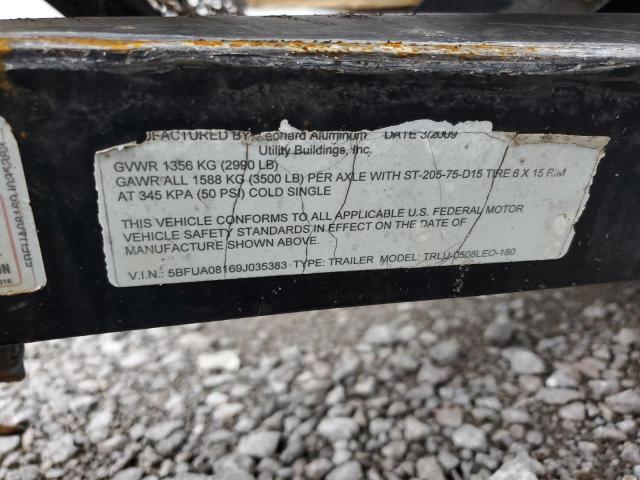 UFACTURED BY Leonard Aluminum DATE 3/2009
Utility Buildings, Inc.
GVWR 1356 KG (2990 LB)
GAWR ALL 1588 KG (3500 LB) PER AXLE WITH ST-205-75-D15 TIRE 6 X 15 RIM
AT 345 KPA (50 PSI) COLD SINGLE
THIS VEHICLE CONFORMS TO ALL APPLICABLE U.S. FEDERAL MOTOR
VEHICLE SAFETY STANDARDS IN EFFECT ON THE DATE OF
MANUFACTURE SHOWN ABOVE.
V.I.N.: 5BFUA08169J035383 TYPE: TRAILER MODEL: TRLU-0508LEO-180
5BFUA08169J035383